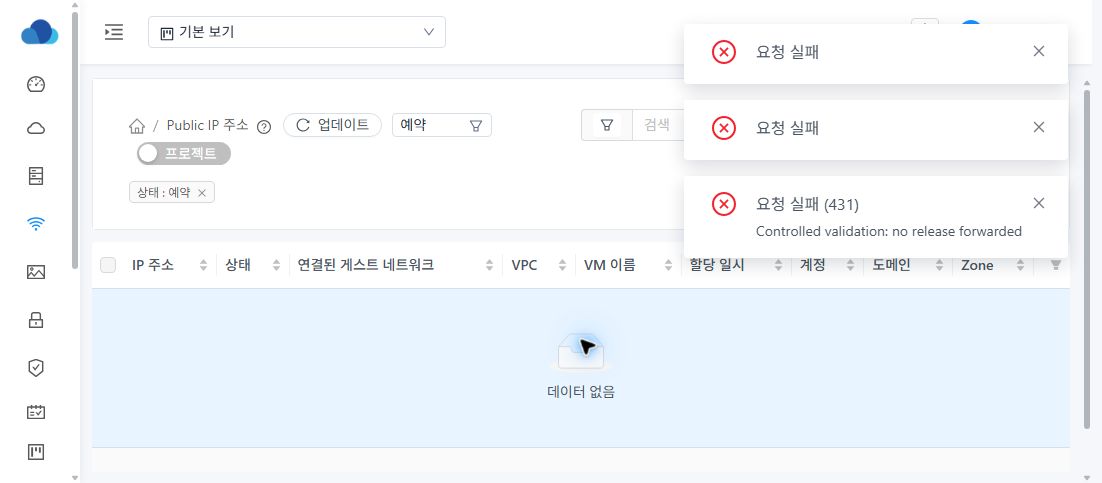 기본 보기
요청 실패
요청 실패
요청 실패 (431)
Controlled validation: no release forwarded
/ Public IP 주소 업데이트 예약 검색
프로젝트
상태 : 예약
IP 주소 상태 연결된 게스트 네트워크 VPC VM 이름 할당 일시 계정 도메인 Zone
데이터 없음